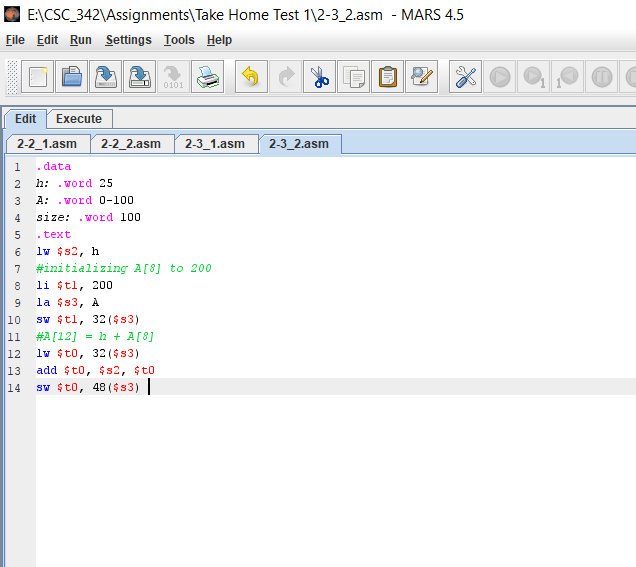 E:\CSC_342\Assignments\Take Home Test 1\2-3_2.asm - MARS 4.5
File Edit Run Settings Tools Help
0101 1 1
Edit Execute
2-2_1.asm 2-2_2.asm 2-3_1.asm 2-3_2.asm
1 .data
2 h: .word 25
3 A: .word 0-100
4 size: .word 100
5 .text
6 lw $s2, h
7 #initializing A[8] to 200
8 li $t1, 200
9 la $s3, A
10 sw $t1, 32($s3)
11 #A[12] = h + A[8]
12 lw $t0, 32($s3)
13 add $t0, $s2, $t0
14 sw $t0, 48($s3)